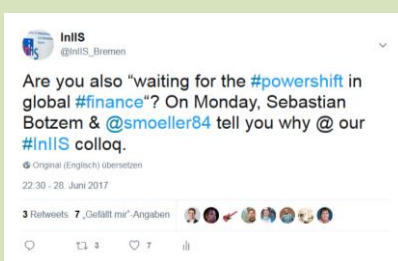 InIIS
@InIIS_Bremen
Are you also “waiting for the #powershift in
global #finance“? On Monday, Sebastian
Botzem & @smoeller84 tell you why @ our
#InIIS colloq.
Original (Englisch) übersetzen
22:30 - 28. Juni 2017
3 Retweets 7 „Gefällt mir“-Angaben
3 7